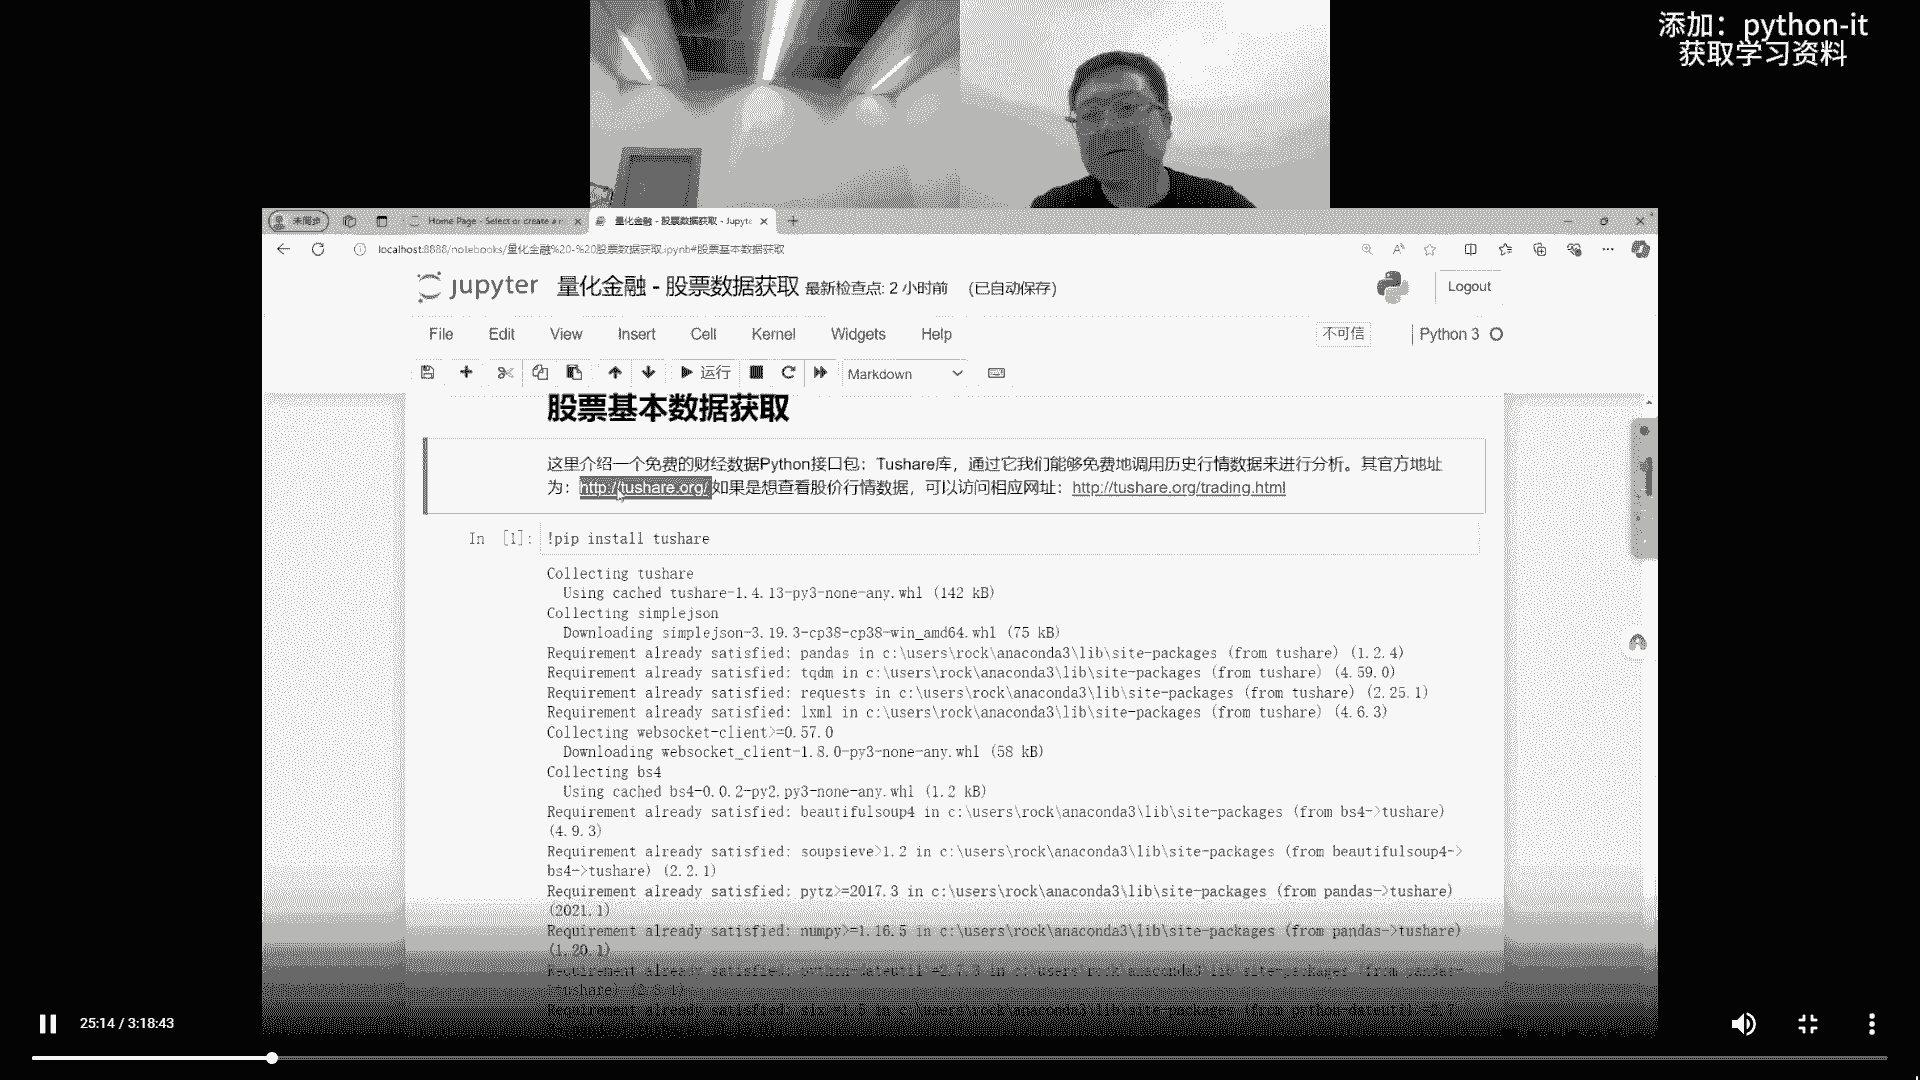 添加：python-it
获取学习资料
未同步
Home Page - Select or create a n
量化金融 - 股票数据获取 - Jupyte
localhost:8888/notebooks/量化金融%20-%20股票数据获取.ipynb#股票基本数据获取
jupyter 量化金融 - 股票数据获取 最新检查点: 2 小时前 (已自动保存)
Logout
File Edit View Insert Cell Kernel Widgets Help
不可信
Python 3
运行
Markdown
股票基本数据获取
这里介绍一个免费的财经数据Python接口包：Tushare库，通过它我们能够免费地调用历史行情数据来进行分析。其官方地址
为：http://tushare.org/ 如果是想查看股价行情数据，可以访问相应网址：http://tushare.org/trading.html
In [1]: !pip install tushare
Collecting tushare
Using cached tushare-1.4.13-py3-none-any.whl (142 kB)
Collecting simplejson
Downloading simplejson-3.19.3-cp38-cp38-win_amd64.whl (75 kB)
Requirement already satisfied: pandas in c:\users\rock\anaconda3\lib\site-packages (from tushare) (1.2.4)
Requirement already satisfied: tqdm in c:\users\rock\anaconda3\lib\site-packages (from tushare) (4.59.0)
Requirement already satisfied: requests in c:\users\rock\anaconda3\lib\site-packages (from tushare) (2.25.1)
Requirement already satisfied: lxml in c:\users\rock\anaconda3\lib\site-packages (from tushare) (4.6.3)
Collecting websocket-client>=0.57.0
Downloading websocket_client-1.8.0-py3-none-any.whl (58 kB)
Collecting bs4
Using cached bs4-0.0.2-py2.py3-none-any.whl (1.2 kB)
Requirement already satisfied: beautifulsoup4 in c:\users\rock\anaconda3\lib\site-packages (from bs4->tushare)
(4.9.3)
Requirement already satisfied: soupsieve>1.2 in c:\users\rock\anaconda3\lib\site-packages (from beautifulsoup4->
bs4->tushare) (2.2.1)
Requirement already satisfied: pytz>=2017.3 in c:\users\rock\anaconda3\lib\site-packages (from pandas->tushare)
(2021.1)
Requirement already satisfied: numpy>=1.16.5 in c:\users\rock\anaconda3\lib\site-packages (from pandas->tushare)
(1.20.1)
Requirement already satisfied: python-dateutil>=2.7.3 in c:\users\rock\anaconda3\lib\site-packages (from pandas-
>tushare) (2.8.1)
25:14 / 3:18:43